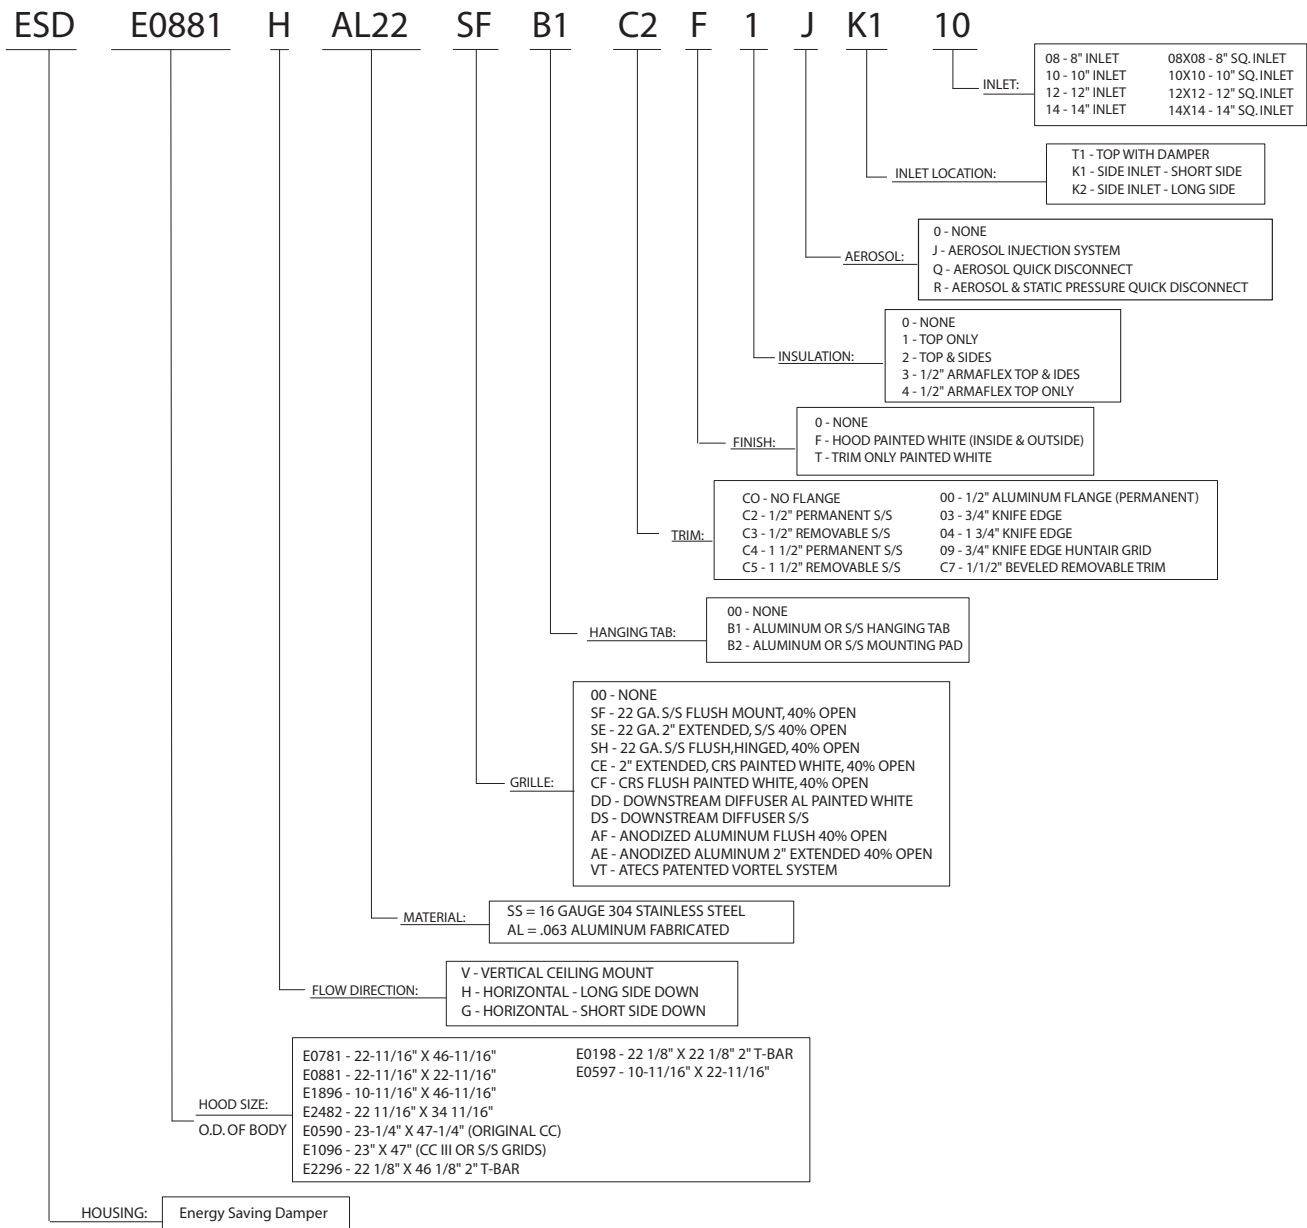 ESD E0881 H AL22 SF B1 C2 F 1 J K1 10
INLET:
08 - 8" INLET 08X08 - 8" SQ. INLET
10 - 10" INLET 10X10 - 10" SQ. INLET
12 - 12" INLET 12X12 - 12" SQ. INLET
14 - 14" INLET 14X14 - 14" SQ. INLET
INLET LOCATION:
T1 - TOP WITH DAMPER
K1 - SIDE INLET - SHORT SIDE
K2 - SIDE INLET - LONG SIDE
AEROSOL:
0 - NONE
J - AEROSOL INJECTION SYSTEM
Q - AEROSOL QUICK DISCONNECT
R - AEROSOL & STATIC PRESSURE QUICK DISCONNECT
INSULATION:
0 - NONE
1 - TOP ONLY
2 - TOP & SIDES
3 - 1/2" ARMAFLEX TOP & IDES
4 - 1/2" ARMAFLEX TOP ONLY
FINISH:
0 - NONE
F - HOOD PAINTED WHITE (INSIDE & OUTSIDE)
T - TRIM ONLY PAINTED WHITE
TRIM:
CO - NO FLANGE 00 - 1/2" ALUMINUM FLANGE (PERMANENT)
C2 - 1/2" PERMANENT S/S 03 - 3/4" KNIFE EDGE
C3 - 1/2" REMOVABLE S/S 04 - 1 3/4" KNIFE EDGE
C4 - 1 1/2" PERMANENT S/S 09 - 3/4" KNIFE EDGE HUNTAIR GRID
C5 - 1 1/2" REMOVABLE S/S C7 - 1/1/2" BEVELED REMOVABLE TRIM
HANGING TAB:
00 - NONE
B1 - ALUMINUM OR S/S HANGING TAB
B2 - ALUMINUM OR S/S MOUNTING PAD
GRILLE:
00 - NONE
SF - 22 GA. S/S FLUSH MOUNT, 40% OPEN
SE - 22 GA. 2" EXTENDED, S/S 40% OPEN
SH - 22 GA. S/S FLUSH,HINGED, 40% OPEN
CE - 2" EXTENDED, CRS PAINTED WHITE, 40% OPEN
CF - CRS FLUSH PAINTED WHITE, 40% OPEN
DD - DOWNSTREAM DIFFUSER AL PAINTED WHITE
DS - DOWNSTREAM DIFFUSER S/S
AF - ANODIZED ALUMINUM FLUSH 40% OPEN
AE - ANODIZED ALUMINUM 2" EXTENDED 40% OPEN
VT - ATECS PATENTED VORTEL SYSTEM
MATERIAL:
SS = 16 GAUGE 304 STAINLESS STEEL
AL = .063 ALUMINUM FABRICATED
FLOW DIRECTION:
V - VERTICAL CEILING MOUNT
H - HORIZONTAL - LONG SIDE DOWN
G - HORIZONTAL - SHORT SIDE DOWN
HOOD SIZE:
O.D. OF BODY
E0781 - 22-11/16" X 46-11/16" E0198 - 22 1/8" X 22 1/8" 2" T-BAR
E0881 - 22-11/16" X 22-11/16" E0597 - 10-11/16" X 22-11/16"
E1896 - 10-11/16" X 46-11/16"
E2482 - 22 11/16" X 34 11/16"
E0590 - 23-1/4" X 47-1/4" (ORIGINAL CC)
E1096 - 23" X 47" (CC III OR S/S GRIDS)
E2296 - 22 1/8" X 46 1/8" 2" T-BAR
HOUSING:
Energy Saving Damper